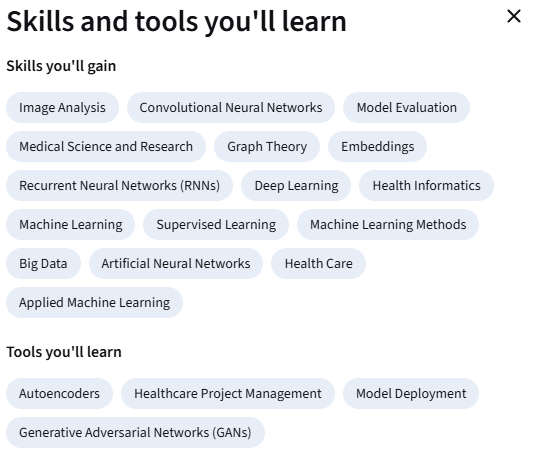 Skills and tools you'll learn
Skills you'll gain
Image Analysis Convolutional Neural Networks Model Evaluation
Medical Science and Research Graph Theory Embeddings
Recurrent Neural Networks (RNNs) Deep Learning Health Informatics
Machine Learning Supervised Learning Machine Learning Methods
Big Data Artificial Neural Networks Health Care
Applied Machine Learning
Tools you'll learn
Autoencoders Healthcare Project Management Model Deployment
Generative Adversarial Networks (GANs)